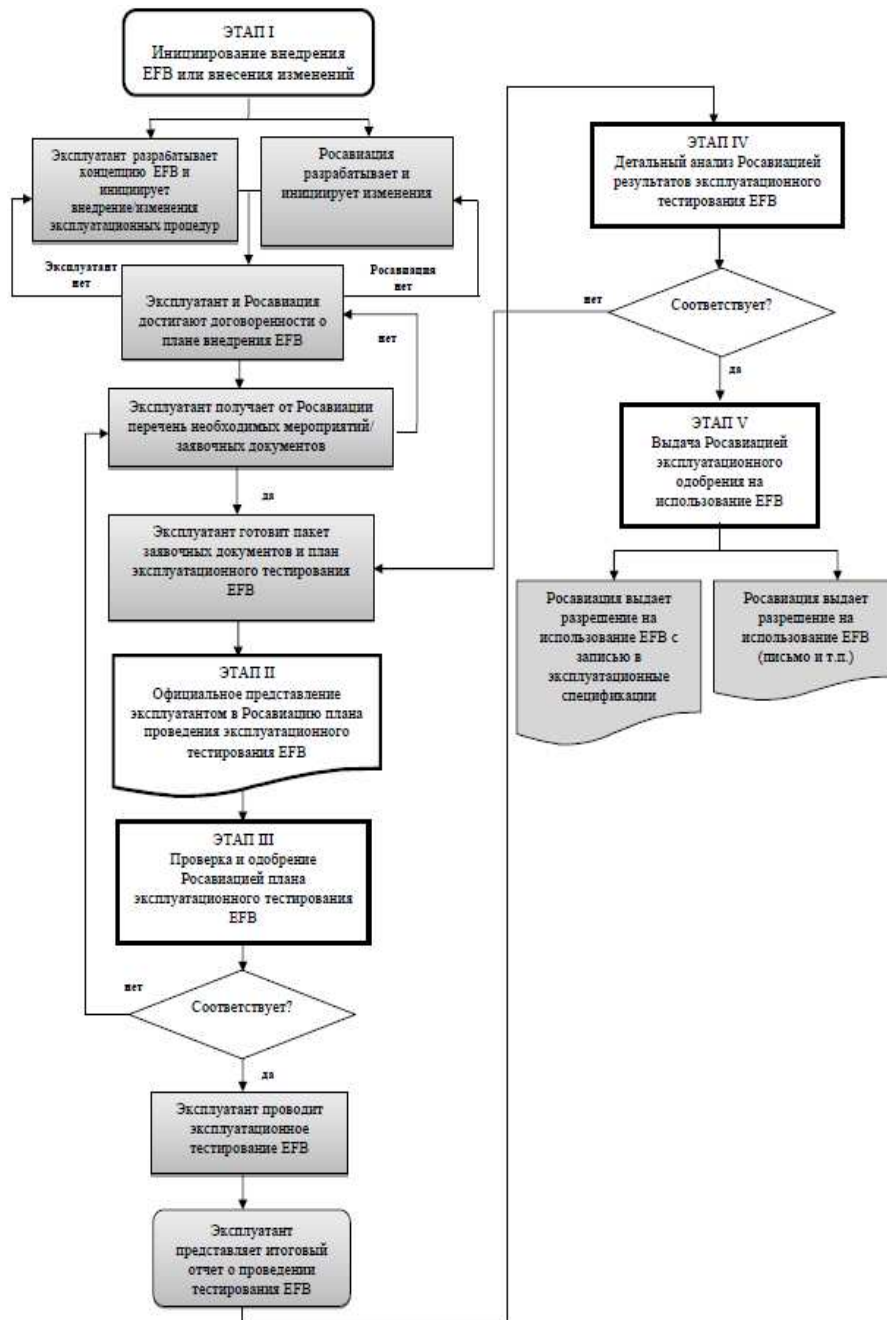 ЭТАП I
Инициирование внедрения
EFB или внесения изменений
Эксплуатант разрабатывает
концепцию EFB и
инициирует
внедрение/изменения
эксплуатационных процедур
Росавиация
разрабатывает и
инициирует изменения
Эксплуатант
нет
Росавиация
нет
Эксплуатант и Росавиация
достигают договоренности о
плане внедрения EFB
нет
Эксплуатант получает от Росавиации
перечень необходимых мероприятий/
заявочных документов
да
Эксплуатант готовит пакет
заявочных документов и план
эксплуатационного тестирования
EFB
ЭТАП II
Официальное представление
эксплуатантом в Росавиацию плана
проведения эксплуатационного
тестирования EFB
ЭТАП III
Проверка и одобрение
Росавиацией плана
эксплуатационного тестирования
EFB
нет
Соответствует?
да
Эксплуатант проводит
эксплуатационное
тестирование EFB
Эксплуатант
представляет итоговый
отчет о проведении
тестирования EFB
ЭТАП IV
Детальный анализ Росавиацией
результатов эксплуатационного
тестирования EFB
нет
Соответствует?
да
ЭТАП V
Выдача Росавиацией
эксплуатационного
одобрения на
использование EFB
Росавиация выдает
разрешение на
использование EFB с
записью в
эксплуатационные
спецификации
Росавиация выдает
разрешение на
использование EFB
(письмо и т.п.)